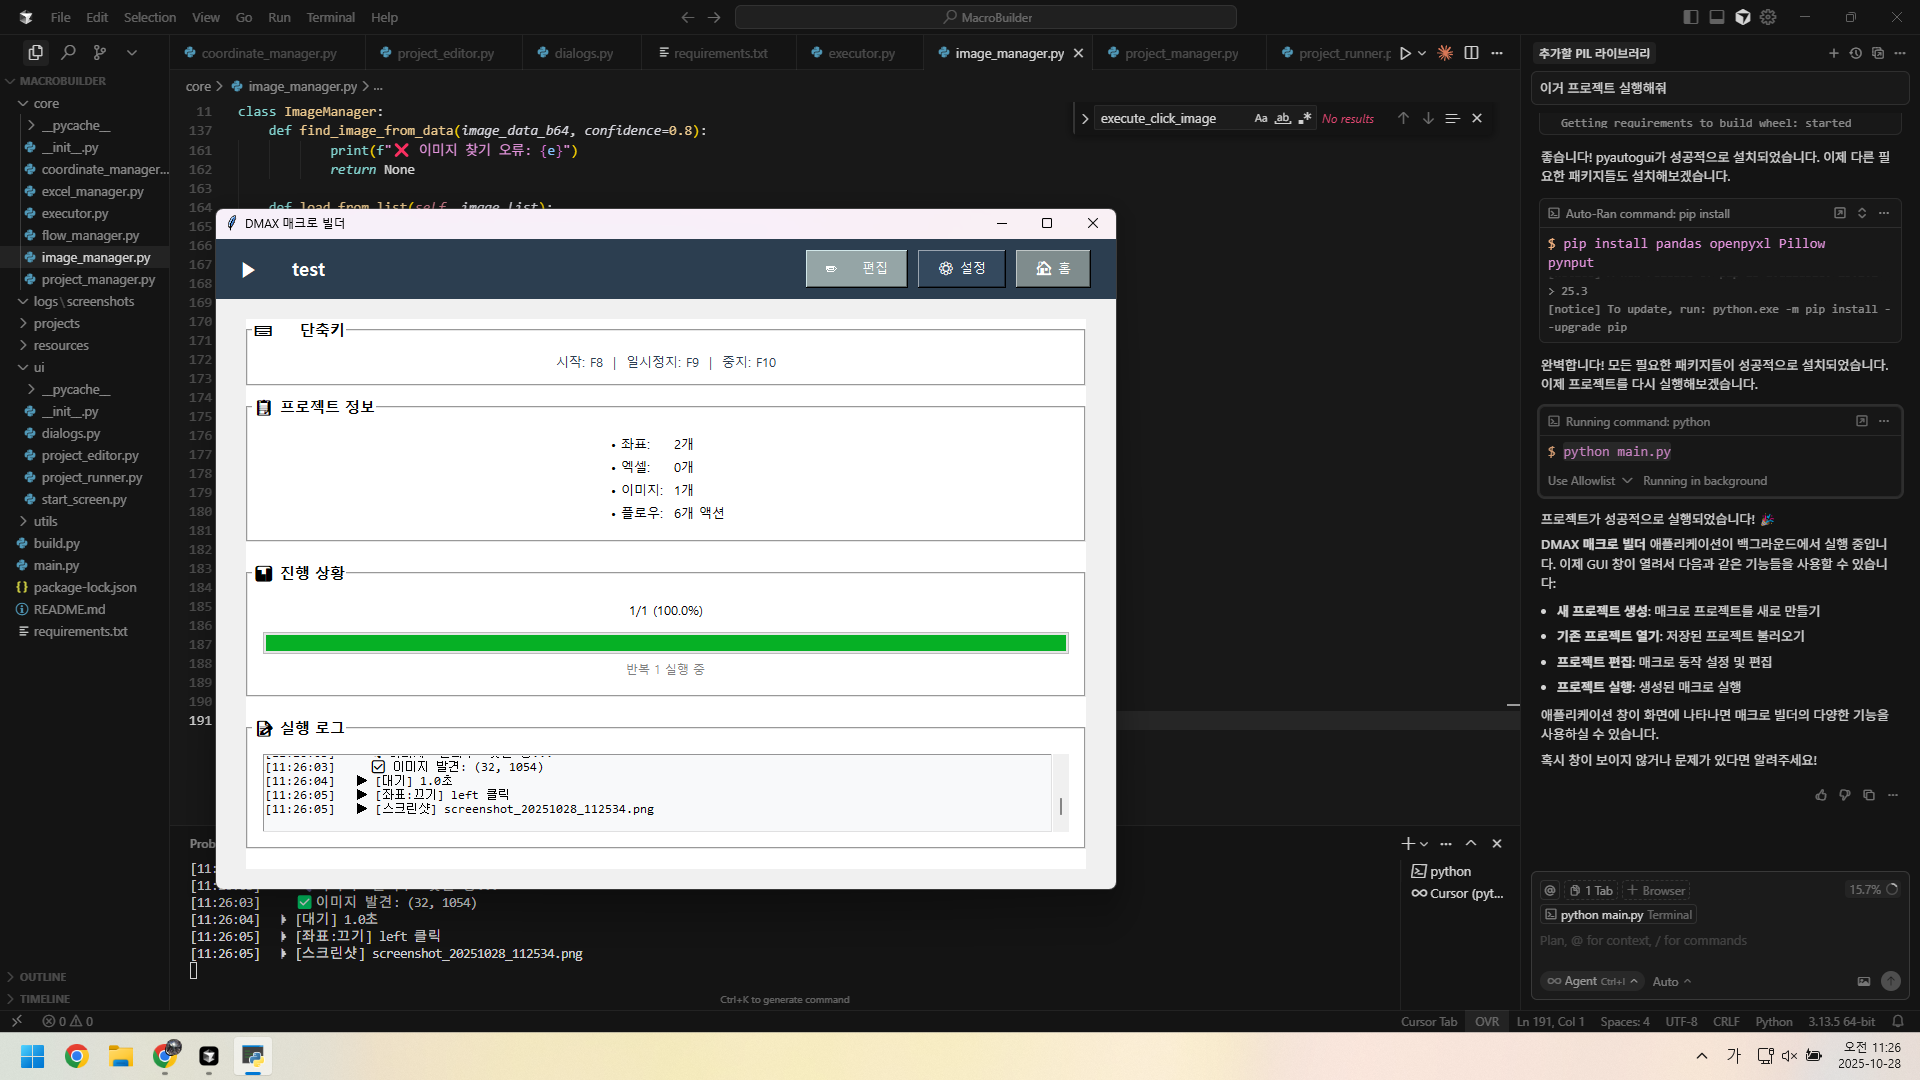 File Edit Selection View Go Run Terminal Help
MacroBuilder
coordinate_manager.py
project_editor.py
dialogs.py
requirements.txt
executor.py
image_manager.py
project_manager.py
MACROBUILDER
core
__pycache__
__init__.py
coordinate_manager...
excel_manager.py
executor.py
flow_manager.py
image_manager.py
project_manager.py
logs\screenshots
projects
resources
ui
__pycache__
__init__.py
dialogs.py
project_editor.py
project_runner.py
start_screen.py
utils
build.py
main.py
package-lock.json
README.md
requirements.txt
OUTLINE
TIMELINE
core > image_manager.py > ...
11 class ImageManager:
137 def find_image_from_data(image_data_b64, confidence=0.8):
161 print(f"❌ 이미지 찾기 오류: {e}")
162 return None
163
164 def load_from_list(self, image_list):
165
166
167
168
169
170
171
172
173
174
175
176
177
178
179
180
181
182
183
184
185
186
187
188
189
190
191
execute_click_image Aa ab No results
DMAX 매크로 빌더
test
편집
설정
홈
단축키
시작: F8 | 일시정지: F9 | 중지: F10
프로젝트 정보
• 좌표: 2개
• 엑셀: 0개
• 이미지: 1개
• 플로우: 6개 액션
진행 상황
1/1 (100.0%)
반복 1 실행 중
실행 로그
[11:26:03] ☑ 이미지 발견: (32, 1054)
[11:26:04] ▶ [대기] 1.0초
[11:26:05] ▶ [좌표:끄기] left 클릭
[11:26:05] ▶ [스크린샷] screenshot_20251028_112534.png
[11:26:03] ✅ 이미지 발견: (32, 1054)
[11:26:04] ▶ [대기] 1.0초
[11:26:05] ▶ [좌표:끄기] left 클릭
[11:26:05] ▶ [스크린샷] screenshot_20251028_112534.png
Ctrl+K to generate command
python
Cursor (pyt...
추가할 PIL 라이브러리
이거 프로젝트 실행해줘
Getting requirements to build wheel: started
좋습니다! pyautogui가 성공적으로 설치되었습니다. 이제 다른 필
요한 패키지들도 설치해보겠습니다.
Auto-Ran command: pip install
$ pip install pandas openpyxl Pillow
pynput
> 25.3
[notice] To update, run: python.exe -m pip install -
-upgrade pip
완벽합니다! 모든 필요한 패키지들이 성공적으로 설치되었습니다.
이제 프로젝트를 다시 실행해보겠습니다.
Running command: python
$ python main.py
Use Allowlist Running in background
프로젝트가 성공적으로 실행되었습니다! 🎉
DMAX 매크로 빌더 애플리케이션이 백그라운드에서 실행 중입니
다. 이제 GUI 창이 열려서 다음과 같은 기능들을 사용할 수 있습니
다:
• 새 프로젝트 생성: 매크로 프로젝트를 새로 만들기
• 기존 프로젝트 열기: 저장된 프로젝트 불러오기
• 프로젝트 편집: 매크로 동작 설정 및 편집
• 프로젝트 실행: 생성된 매크로 실행
애플리케이션 창이 화면에 나타나면 매크로 빌더의 다양한 기능을
사용하실 수 있습니다.
혹시 창이 보이지 않거나 문제가 있다면 알려주세요!
@ 1 Tab + Browser 15.7%
python main.py Terminal
Plan, @ for context, / for commands
Agent Ctrl+I Auto
0 0
Cursor Tab OVR Ln 191, Col 1 Spaces: 4 UTF-8 CRLF Python 3.13.5 64-bit
가
오전 11:26
2025-10-28